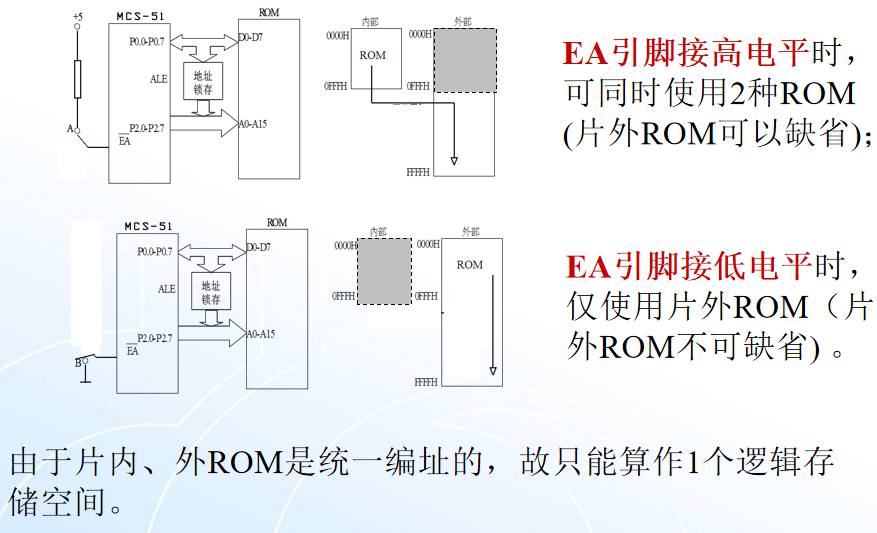 MCS-51
ROM
+5
P0.0-P0.7
D0-D7
ALE
地址
锁存
A
P2.0-P2.7
A0-A15
EA
内部
外部
0000H
0000H
ROM
0FFFH
0FFFH
FFFFH
EA引脚接高电平时，
可同时使用2种ROM
(片外ROM可以缺省);
MCS-51
ROM
P0.0-P0.7
D0-D7
ALE
地址
锁存
P2.0-P2.7
A0-A15
B
EA
内部
外部
0000H
0000H
ROM
0FFFH
0FFFH
FFFFH
EA引脚接低电平时，
仅使用片外ROM（片
外ROM不可缺省) 。
由于片内、外ROM是统一编址的，故只能算作1个逻辑存
储空间。